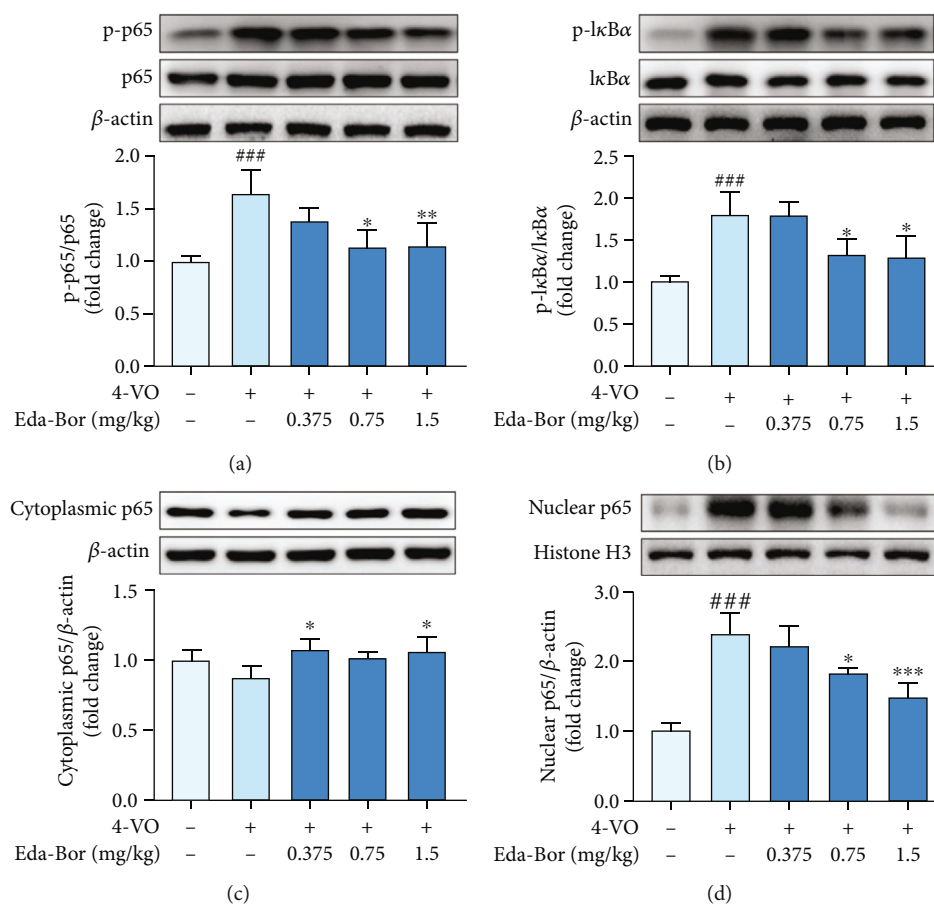 p-p65
p65
β-actin
###
*
**
2.0
1.5
1.0
0.5
0.0
p-p65/p65
(fold change)
4-VO – + + + +
Eda-Bor (mg/kg) – – 0.375 0.75 1.5
(a)
p-lκBα
lκBα
β-actin
###
*
*
2.5
2.0
1.5
1.0
0.5
0.0
p-lκBα/lκBα
(fold change)
4-VO – + + + +
Eda-Bor (mg/kg) – – 0.375 0.75 1.5
(b)
Cytoplasmic p65
β-actin
*
*
1.5
1.0
0.5
0.0
Cytoplasmic p65/β-actin
(fold change)
4-VO – + + + +
Eda-Bor (mg/kg) – – 0.375 0.75 1.5
(c)
Nuclear p65
Histone H3
###
*
***
3.0
2.0
1.0
0.0
Nuclear p65/β-actin
(fold change)
4-VO – + + + +
Eda-Bor (mg/kg) – – 0.375 0.75 1.5
(d)